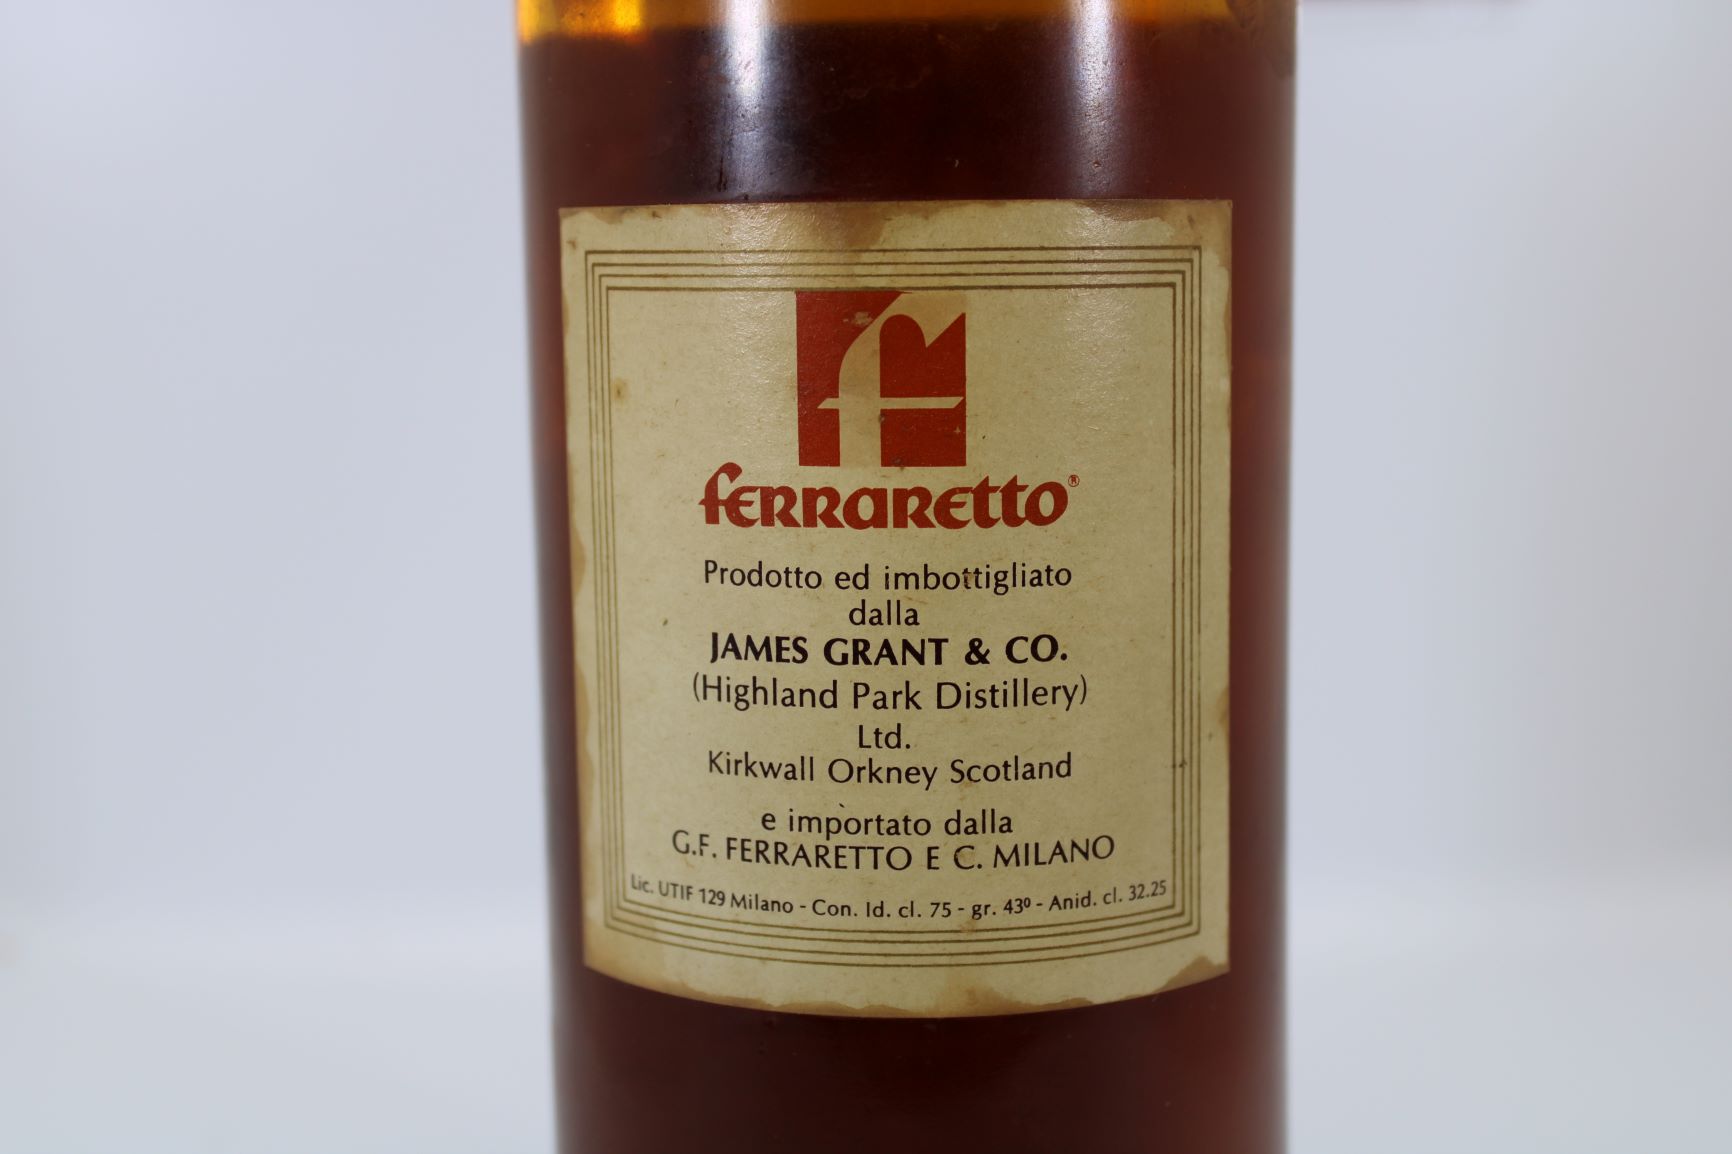 ferraretto®
Prodotto ed imbottigliato
dalla
JAMES GRANT & CO.
(Highland Park Distillery)
Ltd.
Kirkwall Orkney Scotland
e importato dalla
G.F. FERRARETTO E C. MILANO
Lic. UTIF 129 Milano - Con. Id. cl. 75 - gr. 43º - Anid. cl. 32.25